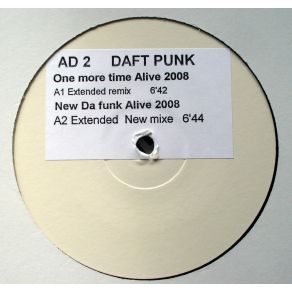 AD 2 DAFT PUNK
One more time Alive 2008
A1 Extended remix 6'42
New Da funk Alive 2008
A2 Extended New mixe 6'44